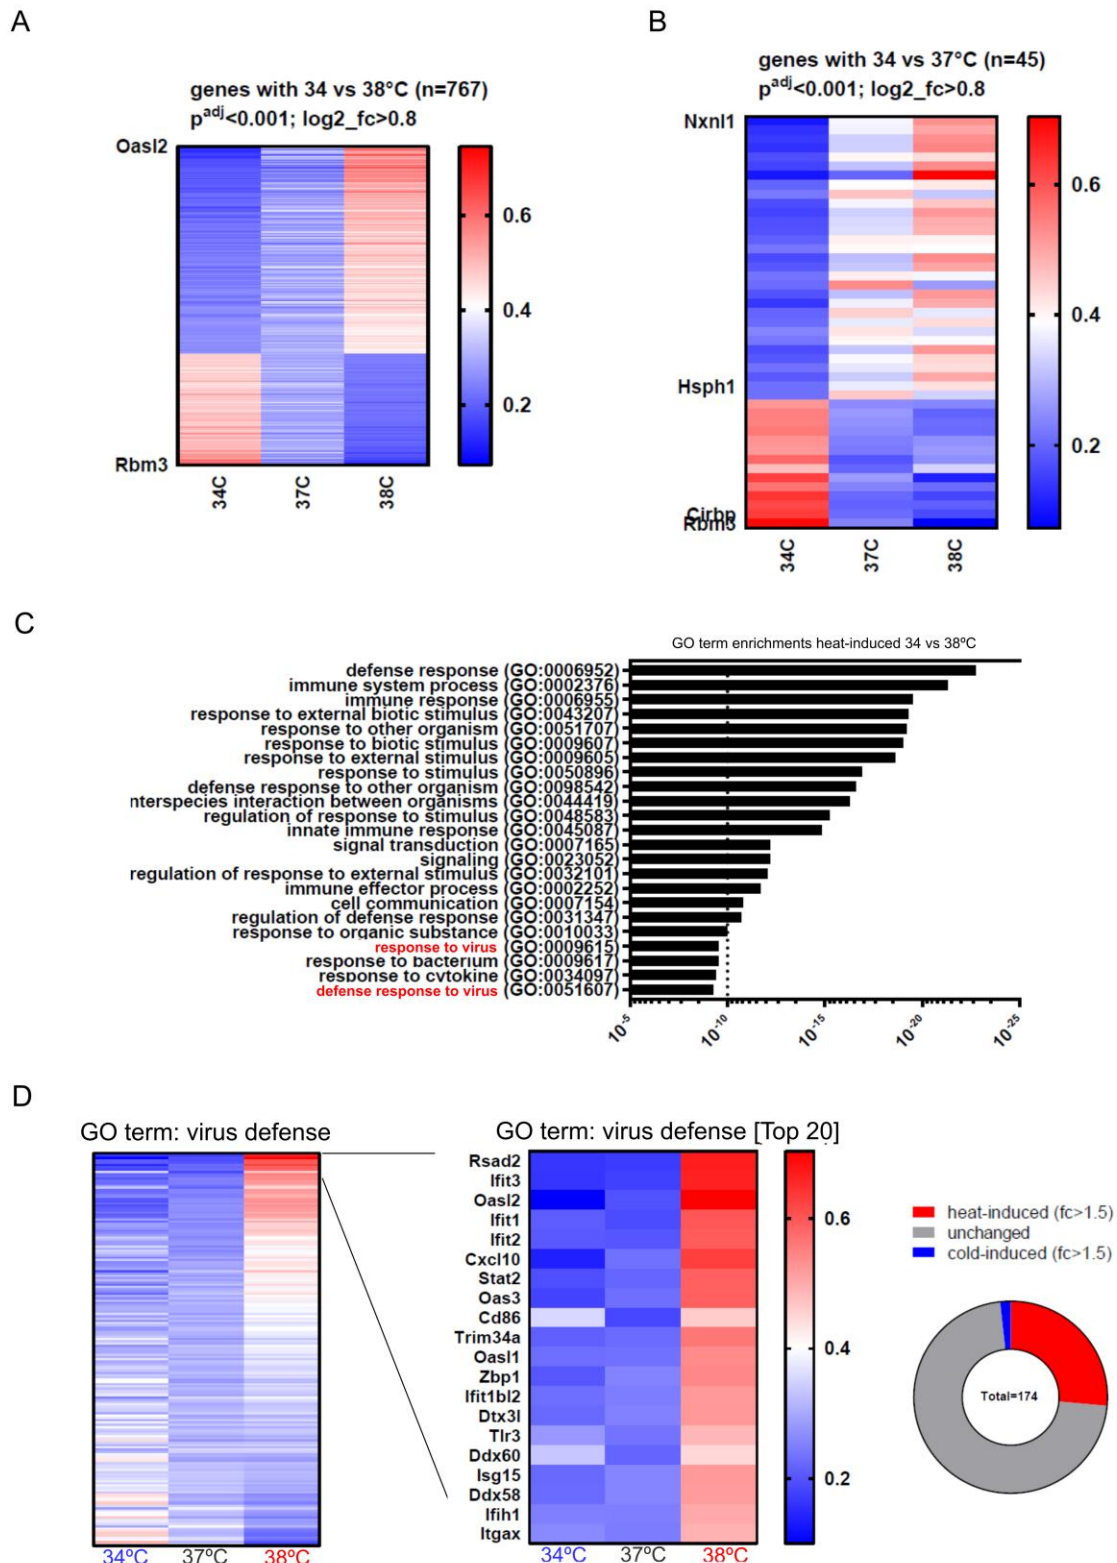 A
genes with 34 vs 38°C (n=767)
p^adj<0.001; log2_fc>0.8
Oasl2
Rbm3
0.6
0.4
0.2
34C
37C
38C
B
genes with 34 vs 37°C (n=45)
p^adj<0.001; log2_fc>0.8
Nxnl1
Hsph1
Cirbp
Rbm3
0.6
0.4
0.2
34C
37C
38C
C
GO term enrichments heat-induced 34 vs 38ºC
defense response (GO:0006952)
immune system process (GO:0002376)
immune response (GO:0006955)
response to external biotic stimulus (GO:0043207)
response to other organism (GO:0051707)
response to biotic stimulus (GO:0009607)
response to external stimulus (GO:0009605)
response to stimulus (GO:0050896)
defense response to other organism (GO:0098542)
nterspecies interaction between organisms (GO:0044419)
regulation of response to stimulus (GO:0048583)
innate immune response (GO:0045087)
signal transduction (GO:0007165)
signaling (GO:0023052)
regulation of response to external stimulus (GO:0032101)
immune effector process (GO:0002252)
cell communication (GO:0007154)
regulation of defense response (GO:0031347)
response to organic substance (GO:0010033)
response to virus (GO:0009615)
response to bacterium (GO:0009617)
response to cytokine (GO:0034097)
defense response to virus (GO:0051607)
10^-5
10^-10
10^-15
10^-20
10^-25
D
GO term: virus defense
34ºC
37ºC
38ºC
GO term: virus defense [Top 20]
Rsad2
Ifit3
Oasl2
Ifit1
Ifit2
Cxcl10
Stat2
Oas3
Cd86
Trim34a
Oasl1
Zbp1
Ifit1bl2
Dtx3l
Tlr3
Ddx60
Isg15
Ddx58
Ifih1
Itgax
34ºC
37ºC
38ºC
0.6
0.4
0.2
heat-induced (fc>1.5)
unchanged
cold-induced (fc>1.5)
Total=174